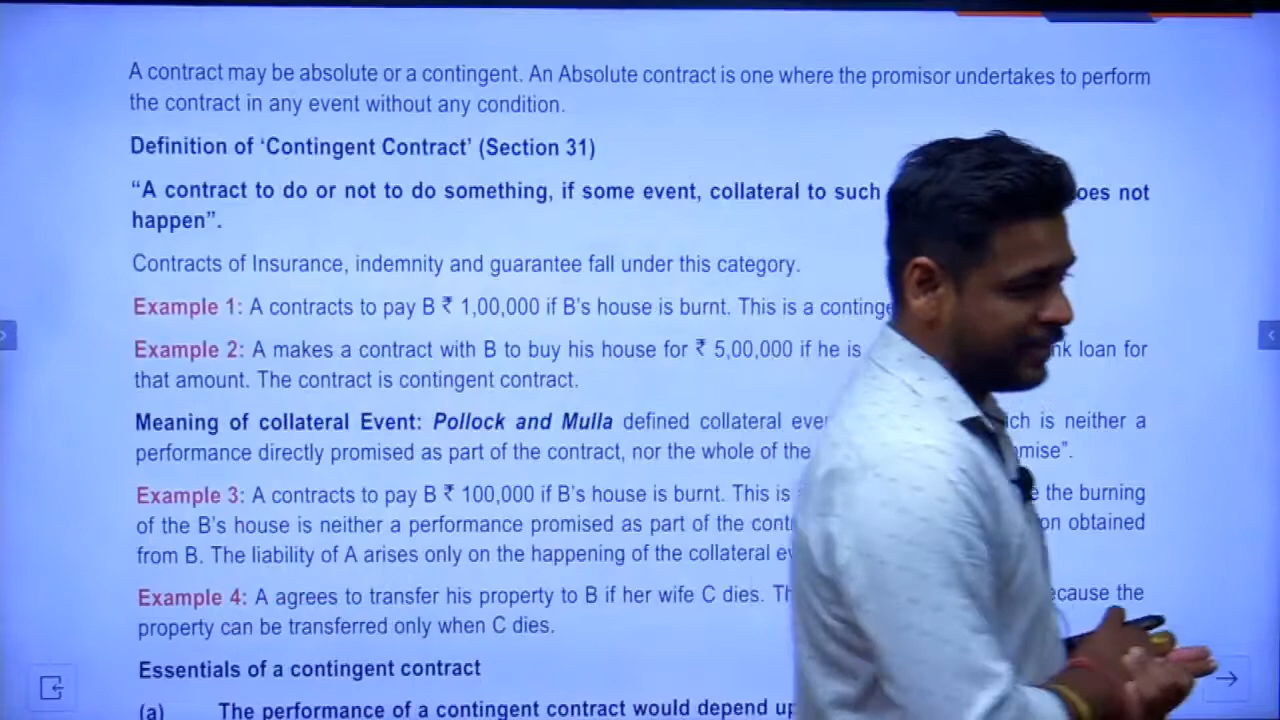 A contract may be absolute or a contingent. An Absolute contract is one where the promisor undertakes to perform
the contract in any event without any condition.
Definition of ‘Contingent Contract’ (Section 31)
“A contract to do or not to do something, if some event, collateral to such oes not
happen”.
Contracts of Insurance, indemnity and guarantee fall under this category.
Example 1: A contracts to pay B ₹ 1,00,000 if B's house is burnt. This is a continge
Example 2: A makes a contract with B to buy his house for ₹ 5,00,000 if he is nk loan for
that amount. The contract is contingent contract.
Meaning of collateral Event: Pollock and Mulla defined collateral eve ch is neither a
performance directly promised as part of the contract, nor the whole of the mise”.
Example 3: A contracts to pay B ₹ 100,000 if B's house is burnt. This is e the burning
of the B's house is neither a performance promised as part of the cont on obtained
from B. The liability of A arises only on the happening of the collateral e
Example 4: A agrees to transfer his property to B if her wife C dies. Th ecause the
property can be transferred only when C dies.
Essentials of a contingent contract
(a) The performance of a contingent contract would depend up